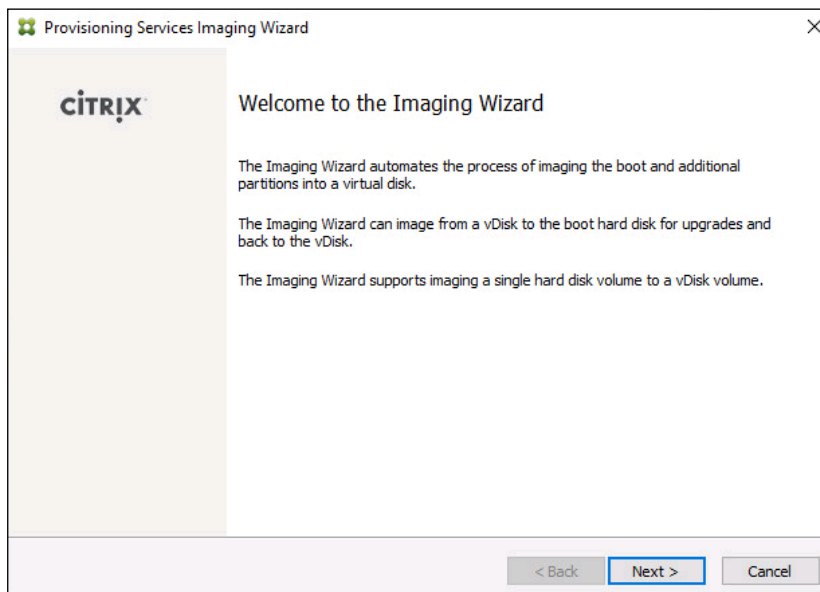 Provisioning Services Imaging Wizard
CİTRIX
Welcome to the Imaging Wizard
The Imaging Wizard automates the process of imaging the boot and additional
partitions into a virtual disk.
The Imaging Wizard can image from a vDisk to the boot hard disk for upgrades and
back to the vDisk.
The Imaging Wizard supports imaging a single hard disk volume to a vDisk volume.
< Back Next > Cancel